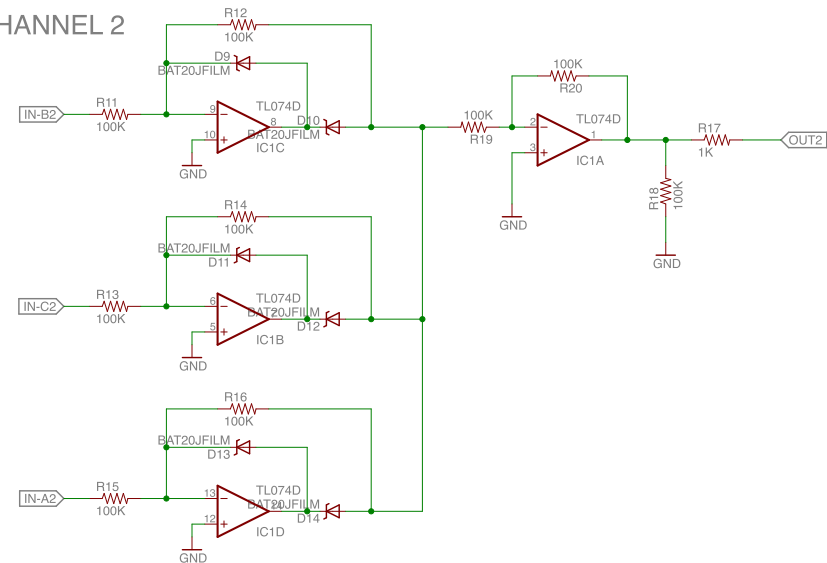 HANNEL 2
R12
100K
D9
BAT20JFILM
IN-B2
R11
100K
9
10
8
TL074D
IC1C
D10
BAT20JFILM
GND
100K
R19
100K
R20
2
3
1
TL074D
IC1A
GND
R17
1K
OUT2
R18
100K
GND
R14
100K
BAT20JFILM
D11
IN-C2
R13
100K
6
5
7
TL074D
IC1B
BAT20JFILM
D12
GND
R16
100K
BAT20JFILM
D13
IN-A2
R15
100K
13
12
14
TL074D
IC1D
BAT20JFILM
D14
GND